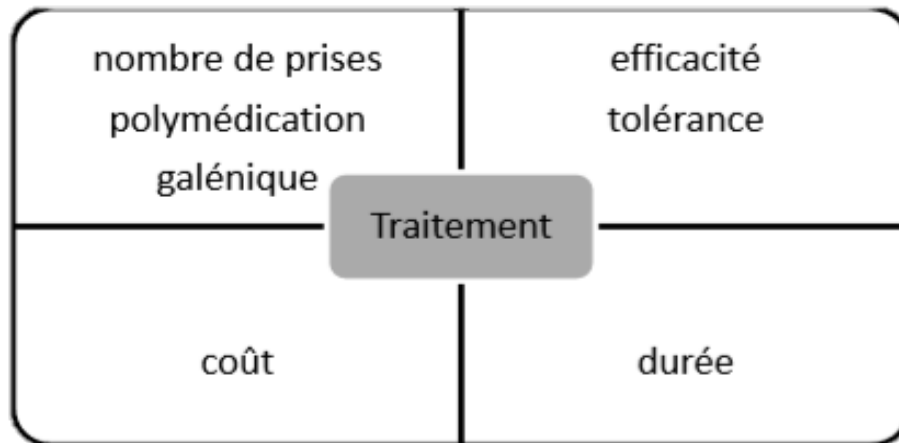 nombre de prises
polymédication
galénique
efficacité
tolérance
Traitement
coût
durée